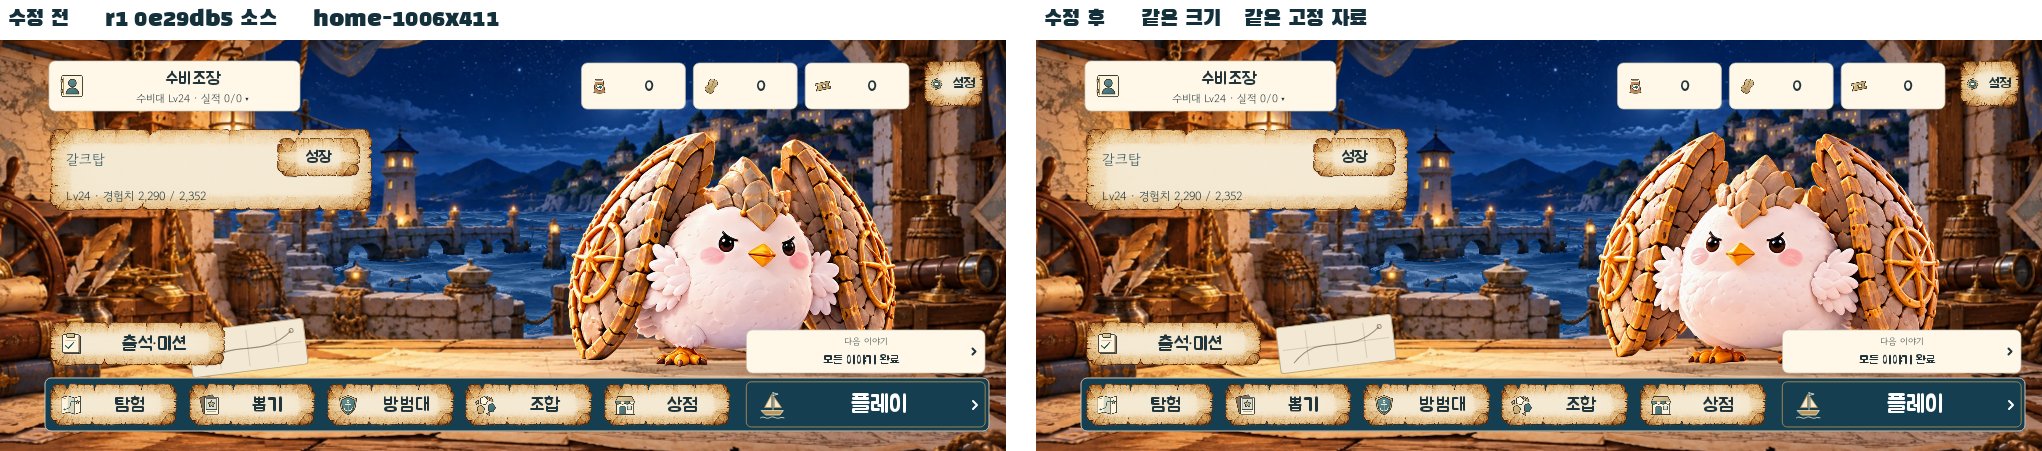 수정 전 r1 0e29db5 소스 home-1006x411
수비조장
수비대 Lv24 · 실적 0/0 ▾
0
0
0
설정
갈크탑
성장
Lv24 · 경험치 2,290 / 2,352
출석·미션
다음 이야기
모든 이야기 완료
탐험
뽑기
방범대
조합
상점
플레이
수정 후 같은 크기 같은 고정 자료
수비조장
수비대 Lv24 · 실적 0/0 ▾
0
0
0
설정
갈크탑
성장
Lv24 · 경험치 2,290 / 2,352
출석·미션
다음 이야기
모든 이야기 완료
탐험
뽑기
방범대
조합
상점
플레이